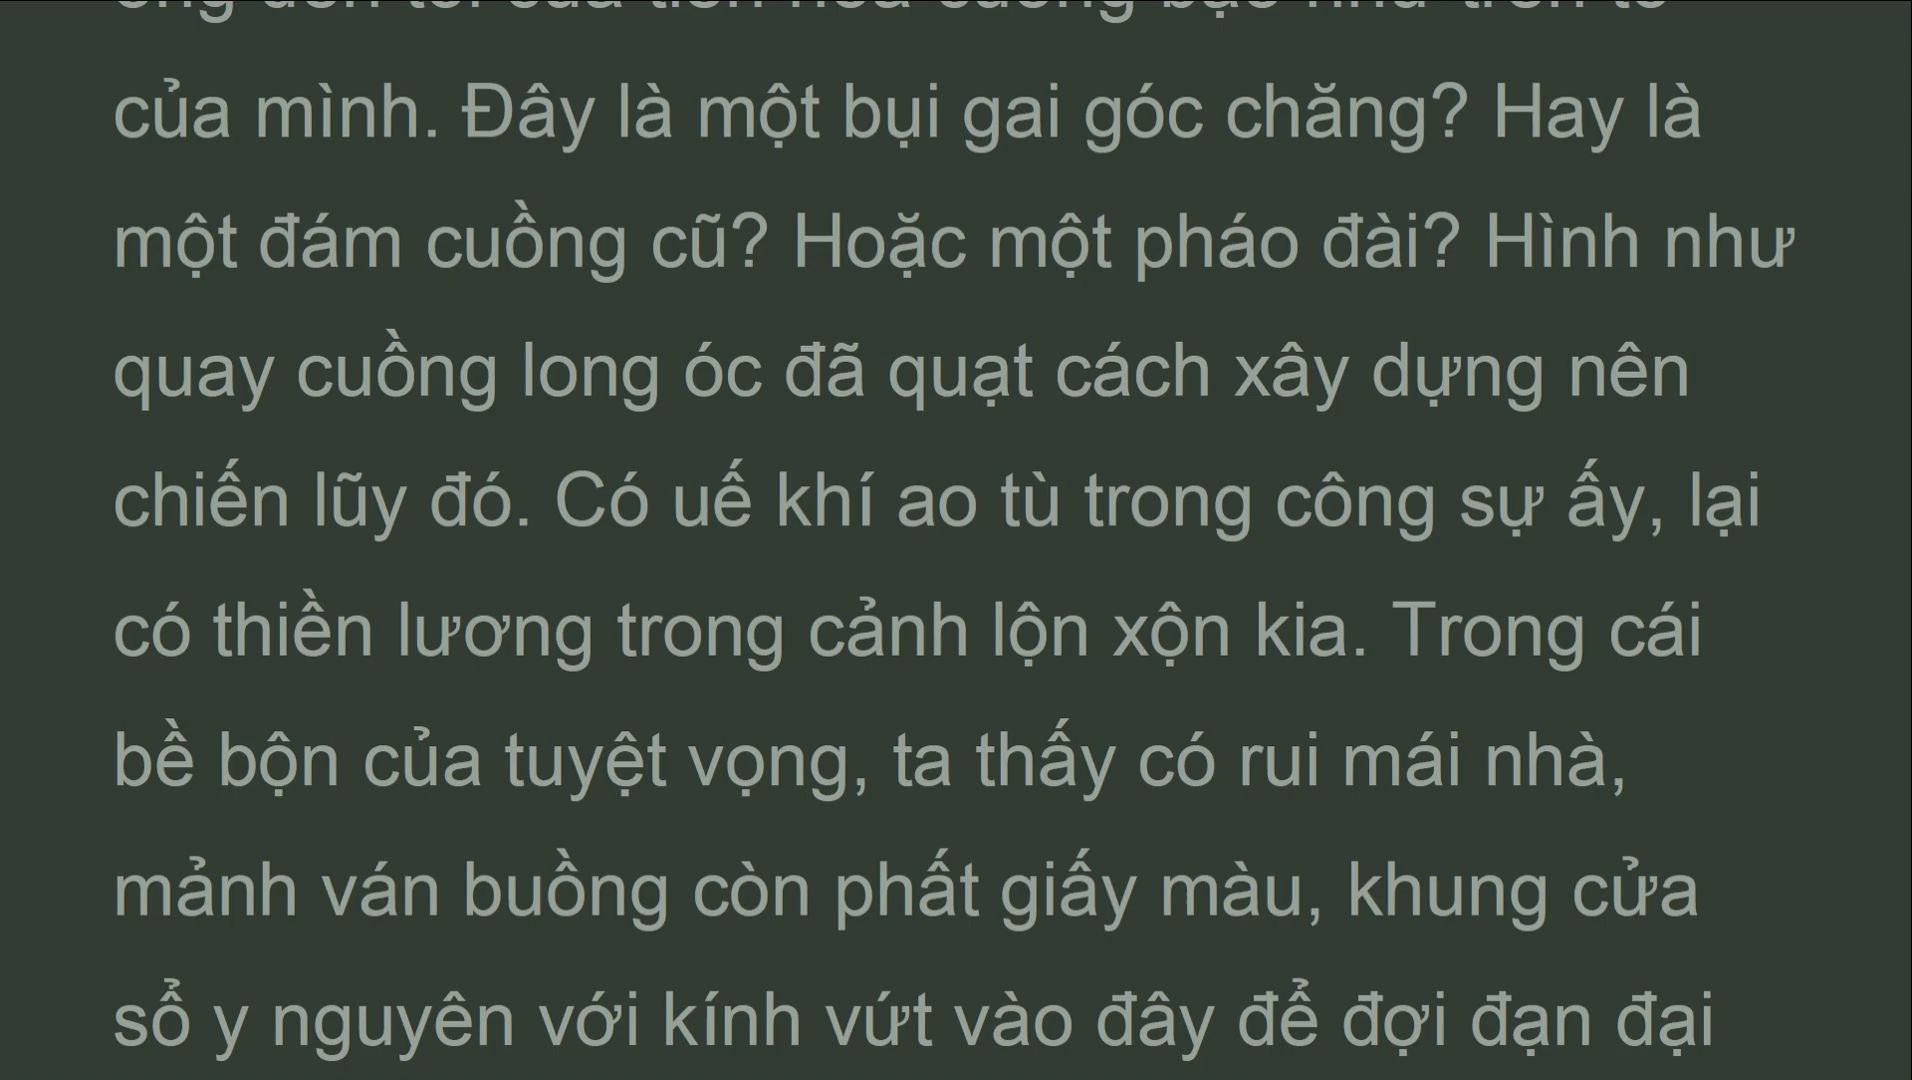 của mình. Đây là một bụi gai góc chăng? Hay là
một đám cuồng cũ? Hoặc một pháo đài? Hình như
quay cuồng long óc đã quạt cách xây dựng nên
chiến lũy đó. Có uế khí ao tù trong công sự ấy, lại
có thiền lương trong cảnh lộn xộn kia. Trong cái
bề bộn của tuyệt vọng, ta thấy có rui mái nhà,
mảnh ván buồng còn phất giấy màu, khung cửa
sổ y nguyên với kính vứt vào đây để đợi đạn đại